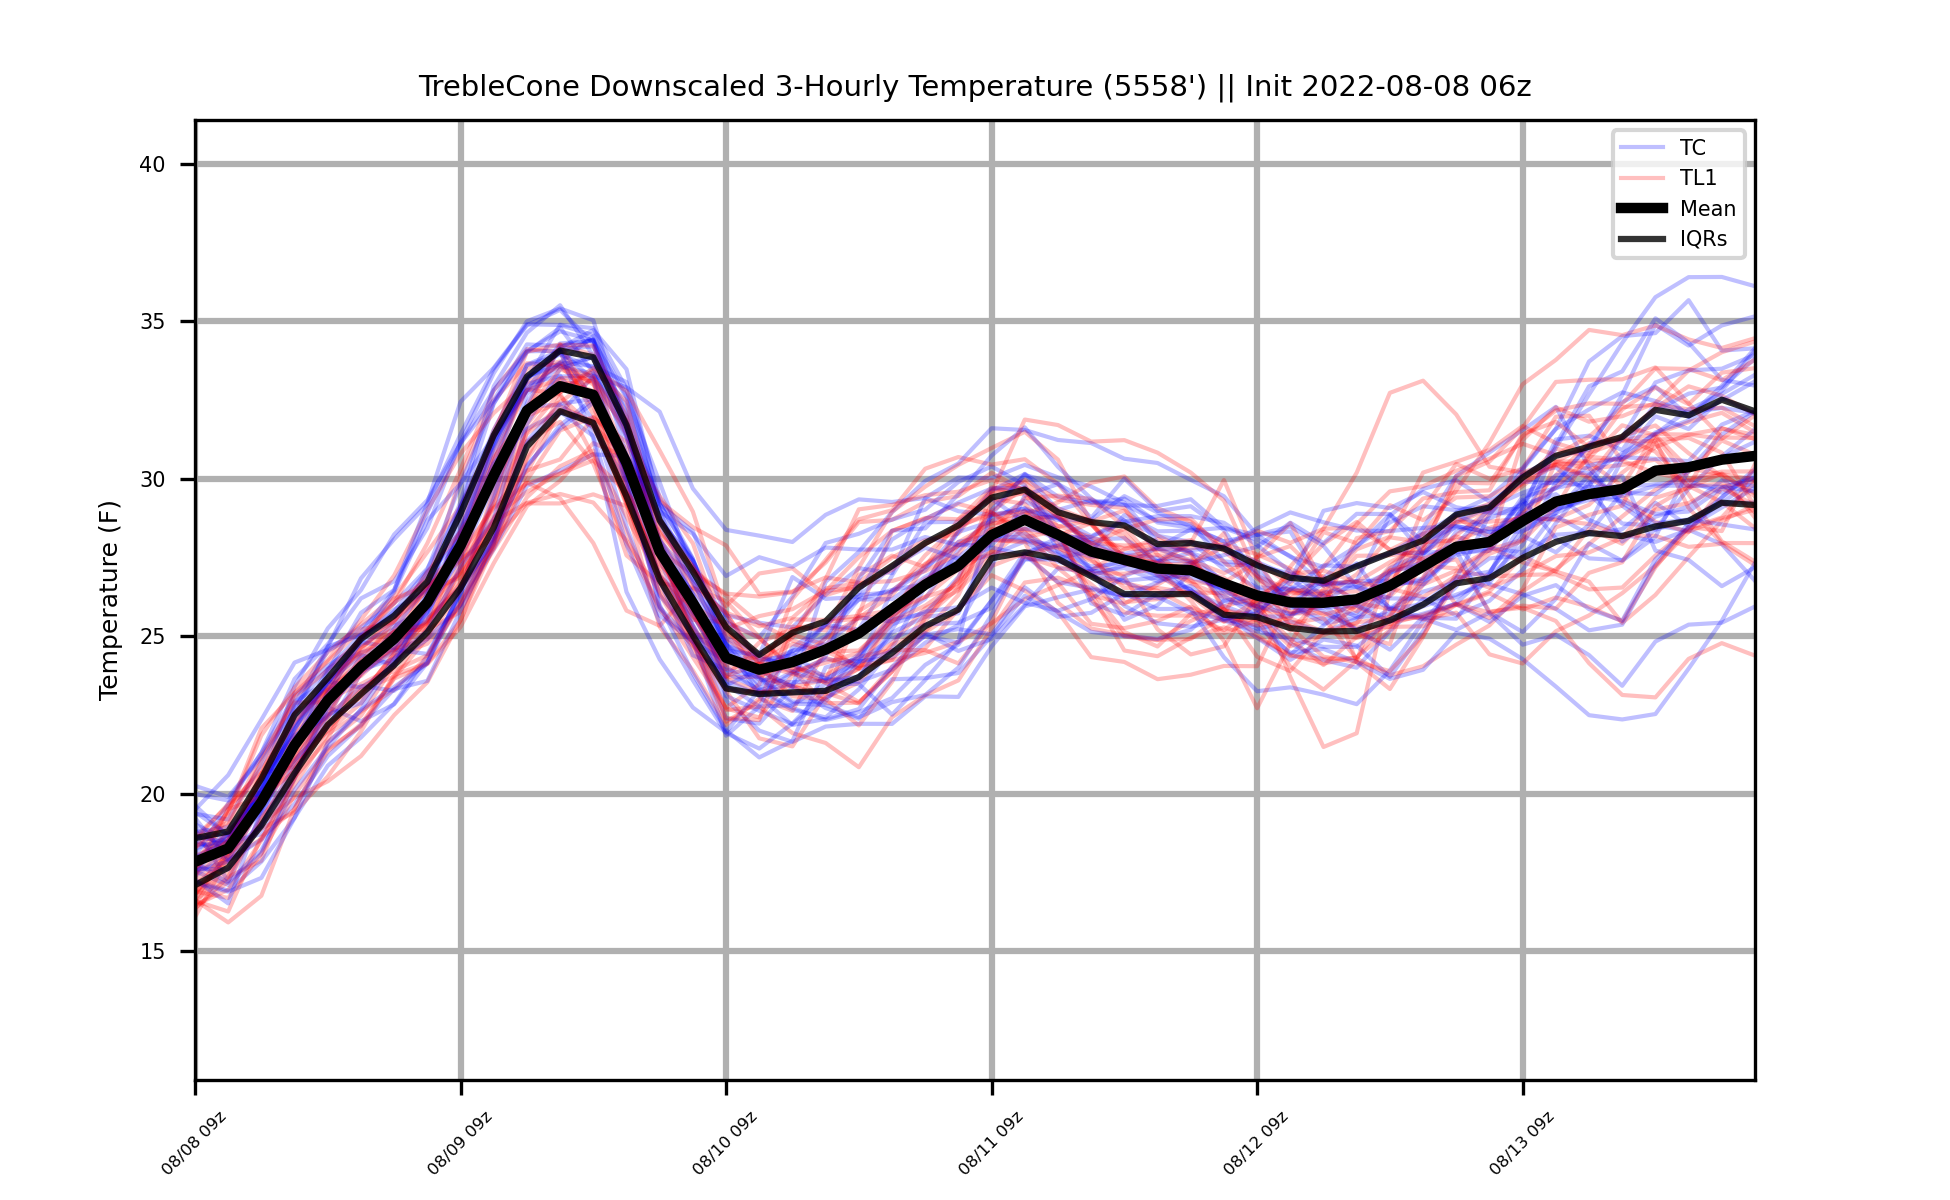 TrebleCone Downscaled 3-Hourly Temperature (5558') || Init 2022-08-08 06z
TC
TL1
Mean
IQRs
Temperature (F)
40
35
30
25
20
15
08/08 09z
08/09 09z
08/10 09z
08/11 09z
08/12 09z
08/13 09z